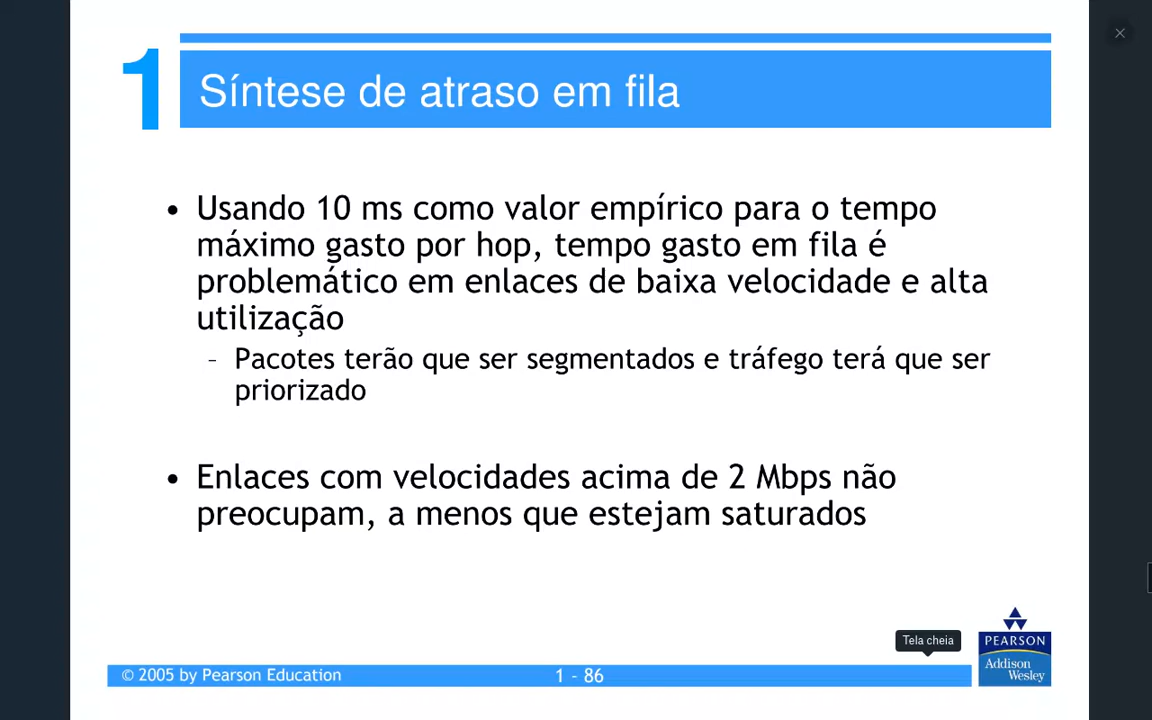 1
Síntese de atraso em fila
• Usando 10 ms como valor empírico para o tempo
máximo gasto por hop, tempo gasto em fila é
problemático em enlaces de baixa velocidade e alta
utilização
– Pacotes terão que ser segmentados e tráfego terá que ser
priorizado
• Enlaces com velocidades acima de 2 Mbps não
preocupam, a menos que estejam saturados
Tela cheia
PEARSON
Addison
Wesley
© 2005 by Pearson Education
1 - 86